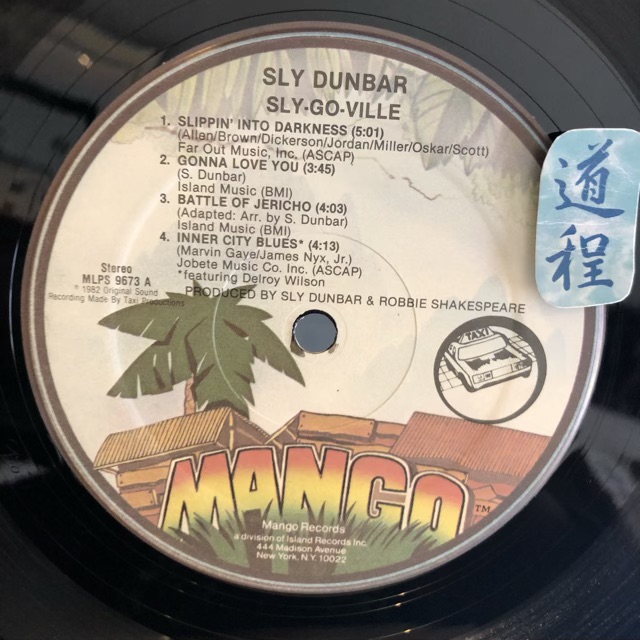 SLY DUNBAR
SLY-GO-VILLE
1. SLIPPIN' INTO DARKNESS (5:01)
(Allen/Brown/Dickerson/Jordan/Miller/Oskar/Scott)
Far Out Music, Inc. (ASCAP)
2. GONNA LOVE YOU (3:45)
(S. Dunbar)
Island Music (BMI)
3. BATTLE OF JERICHO (4:03)
(Adapted: Arr. by S. Dunbar)
Island Music (BMI)
4. INNER CITY BLUES* (4:13)
(Marvin Gaye/James Nyx, Jr.)
Jobete Music Co. Inc. (ASCAP)
*featuring Delroy Wilson
PRODUCED BY SLY DUNBAR & ROBBIE SHAKESPEARE
Stereo
MLPS 9673 A
℗ 1982 Original Sound
Recording Made By Taxi Productions
道程
TAXI
MANGO™
Mango Records
a division of Island Records Inc.
444 Madison Avenue
New York, N.Y. 10022